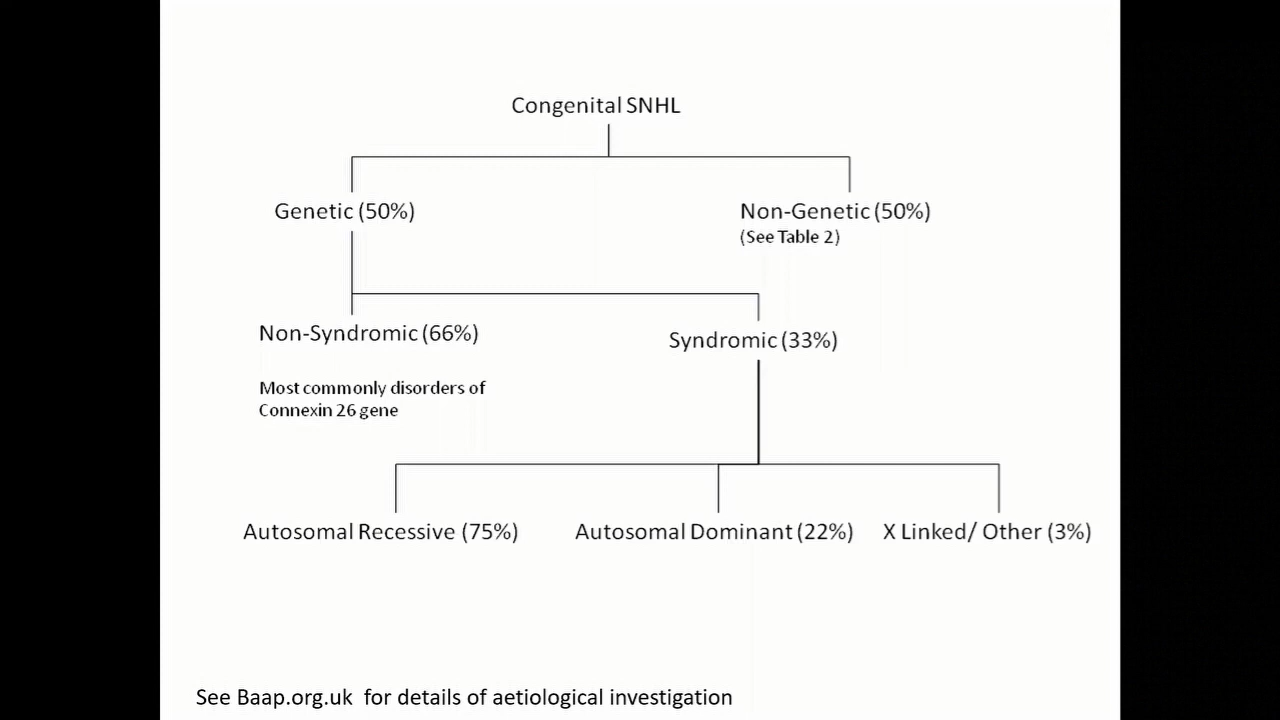 Congenital SNHL
Genetic (50%)
Non-Genetic (50%)
(See Table 2)
Non-Syndromic (66%)
Syndromic (33%)
Most commonly disorders of
Connexin 26 gene
Autosomal Recessive (75%)
Autosomal Dominant (22%)
X Linked/ Other (3%)
See Baap.org.uk for details of aetiological investigation